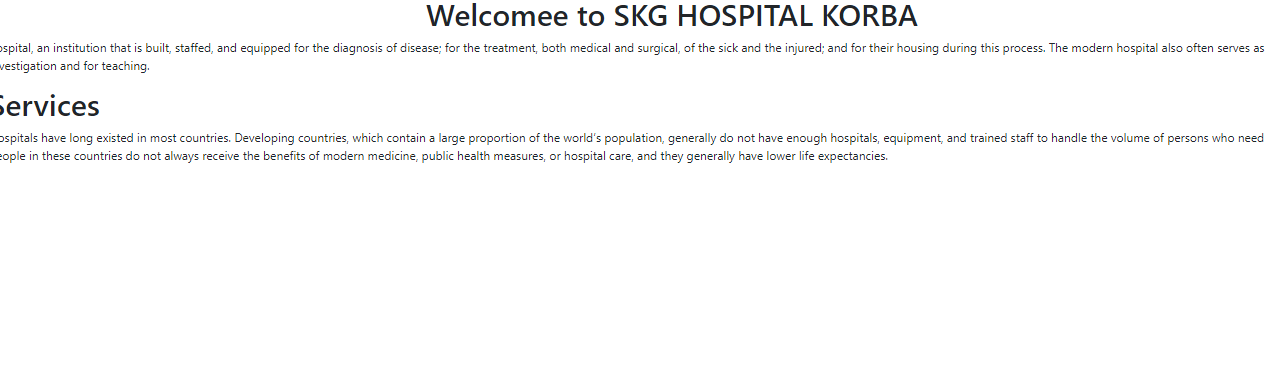 Welcomee to SKG HOSPITAL KORBA
ospital, an institution that is built, staffed, and equipped for the diagnosis of disease; for the treatment, both medical and surgical, of the sick and the injured; and for their housing during this process. The modern hospital also often serves as
vestigation and for teaching.
Services
ospitals have long existed in most countries. Developing countries, which contain a large proportion of the world's population, generally do not have enough hospitals, equipment, and trained staff to handle the volume of persons who need
eople in these countries do not always receive the benefits of modern medicine, public health measures, or hospital care, and they generally have lower life expectancies.